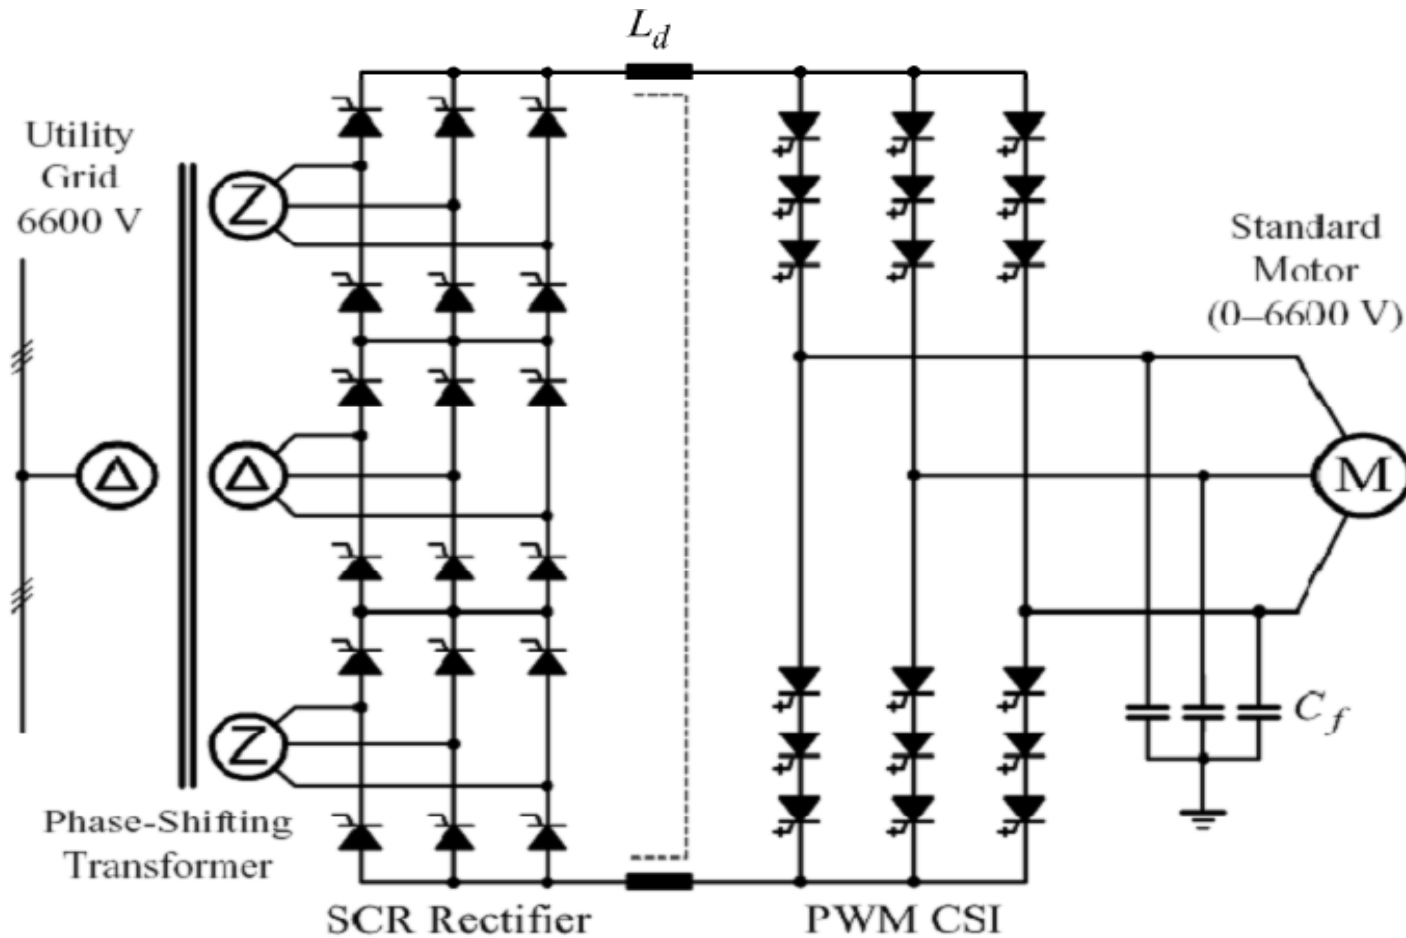 L_d
Utility
Grid
6600 V
Z
Standard
Motor
(0–6600 V)
Δ
Δ
M
Z
C_f
Phase-Shifting
Transformer
SCR Rectifier
PWM CSI